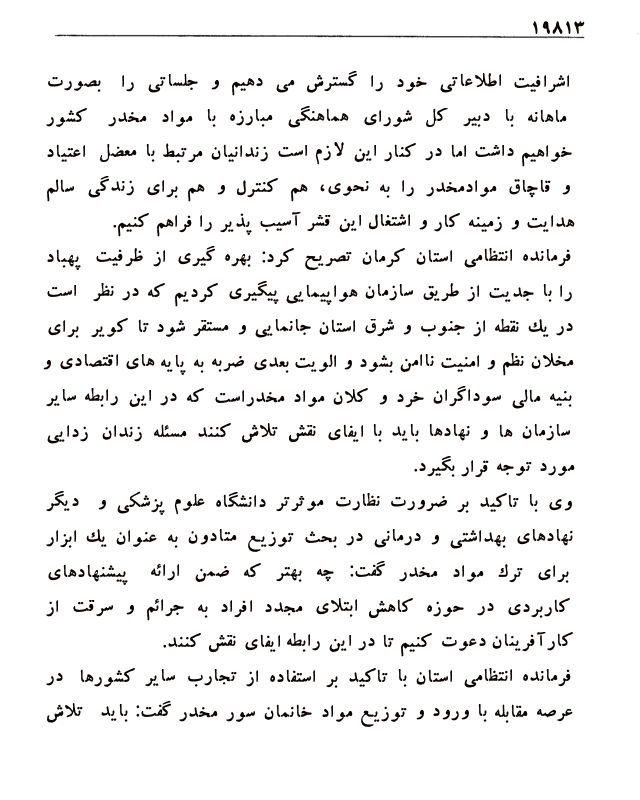 ۱۹۸۱۳
اشرافیت اطلاعاتی خود را گسترش می دهیم و جلساتی را بصورت
ماهانه با دبیر کل شورای هماهنگی مبارزه با مواد مخدر کشور
خواهیم داشت اما در کنار این لازم است زندانیان مرتبط با معضل اعتیاد
و قاچاق موادمخدر را به نحوی، هم کنترل و هم برای زندگی سالم
هدایت و زمینه کار و اشتغال این قشر آسیب پذیر را فراهم کنیم.
فرمانده انتظامی استان کرمان تصریح کرد: بهره گیری از ظرفیت پهباد
را با جدیت از طریق سازمان هواپیمایی پیگیری کردیم که در نظر است
در یك نقطه از جنوب و شرق استان جانمایی و مستقر شود تا کویر برای
مخلان نظم و امنیت ناامن بشود و الویت بعدی ضربه به پایه های اقتصادی و
بنیه مالی سوداگران خرد و کلان مواد مخدراست که در این رابطه سایر
سازمان ها و نهادها باید با ایفای نقش تلاش کنند مسئله زندان زدایی
مورد توجه قرار بگیرد.
وی با تاکید بر ضرورت نظارت موثرتر دانشگاه علوم پزشکی و دیگر
نهادهای بهداشتی و درمانی در بحث توزیع متادون به عنوان یك ابزار
برای ترك مواد مخدر گفت: چه بهتر که ضمن ارائه پیشنهادهای
کاربردی در حوزه کاهش ابتلای مجدد افراد به جرائم و سرقت از
کارآفرینان دعوت کنیم تا در این رابطه ایفای نقش کنند.
فرمانده انتظامی استان با تاکید بر استفاده از تجارب سایر کشورها در
عرصه مقابله با ورود و توزیع مواد خانمان سور مخدر گفت: باید تلاش